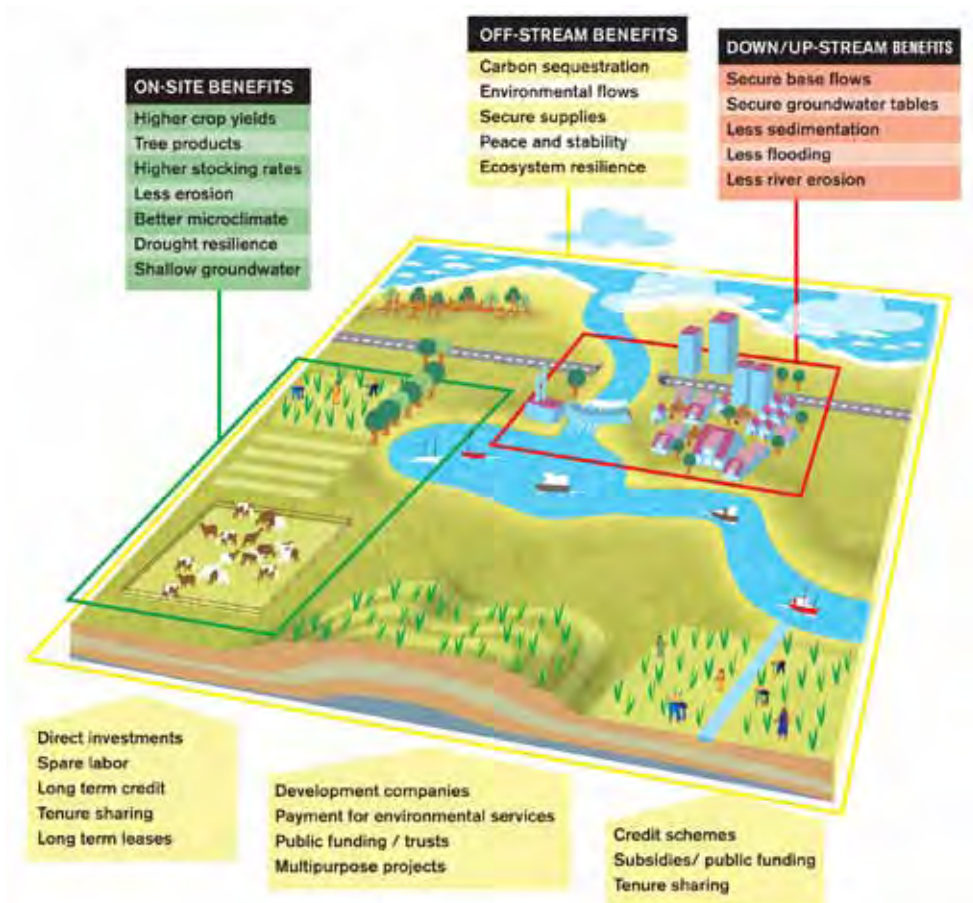 ON-SITE BENEFITS
Higher crop yields
Tree products
Higher stocking rates
Less erosion
Better microclimate
Drought resilience
Shallow groundwater
OFF-STREAM BENEFITS
Carbon sequestration
Environmental flows
Secure supplies
Peace and stability
Ecosystem resilience
DOWN/UP-STREAM BENEFITS
Secure base flows
Secure groundwater tables
Less sedimentation
Less flooding
Less river erosion
Direct investments
Spare labor
Long term credit
Tenure sharing
Long term leases
Development companies
Payment for environmental services
Public funding / trusts
Multipurpose projects
Credit schemes
Subsidies/ public funding
Tenure sharing